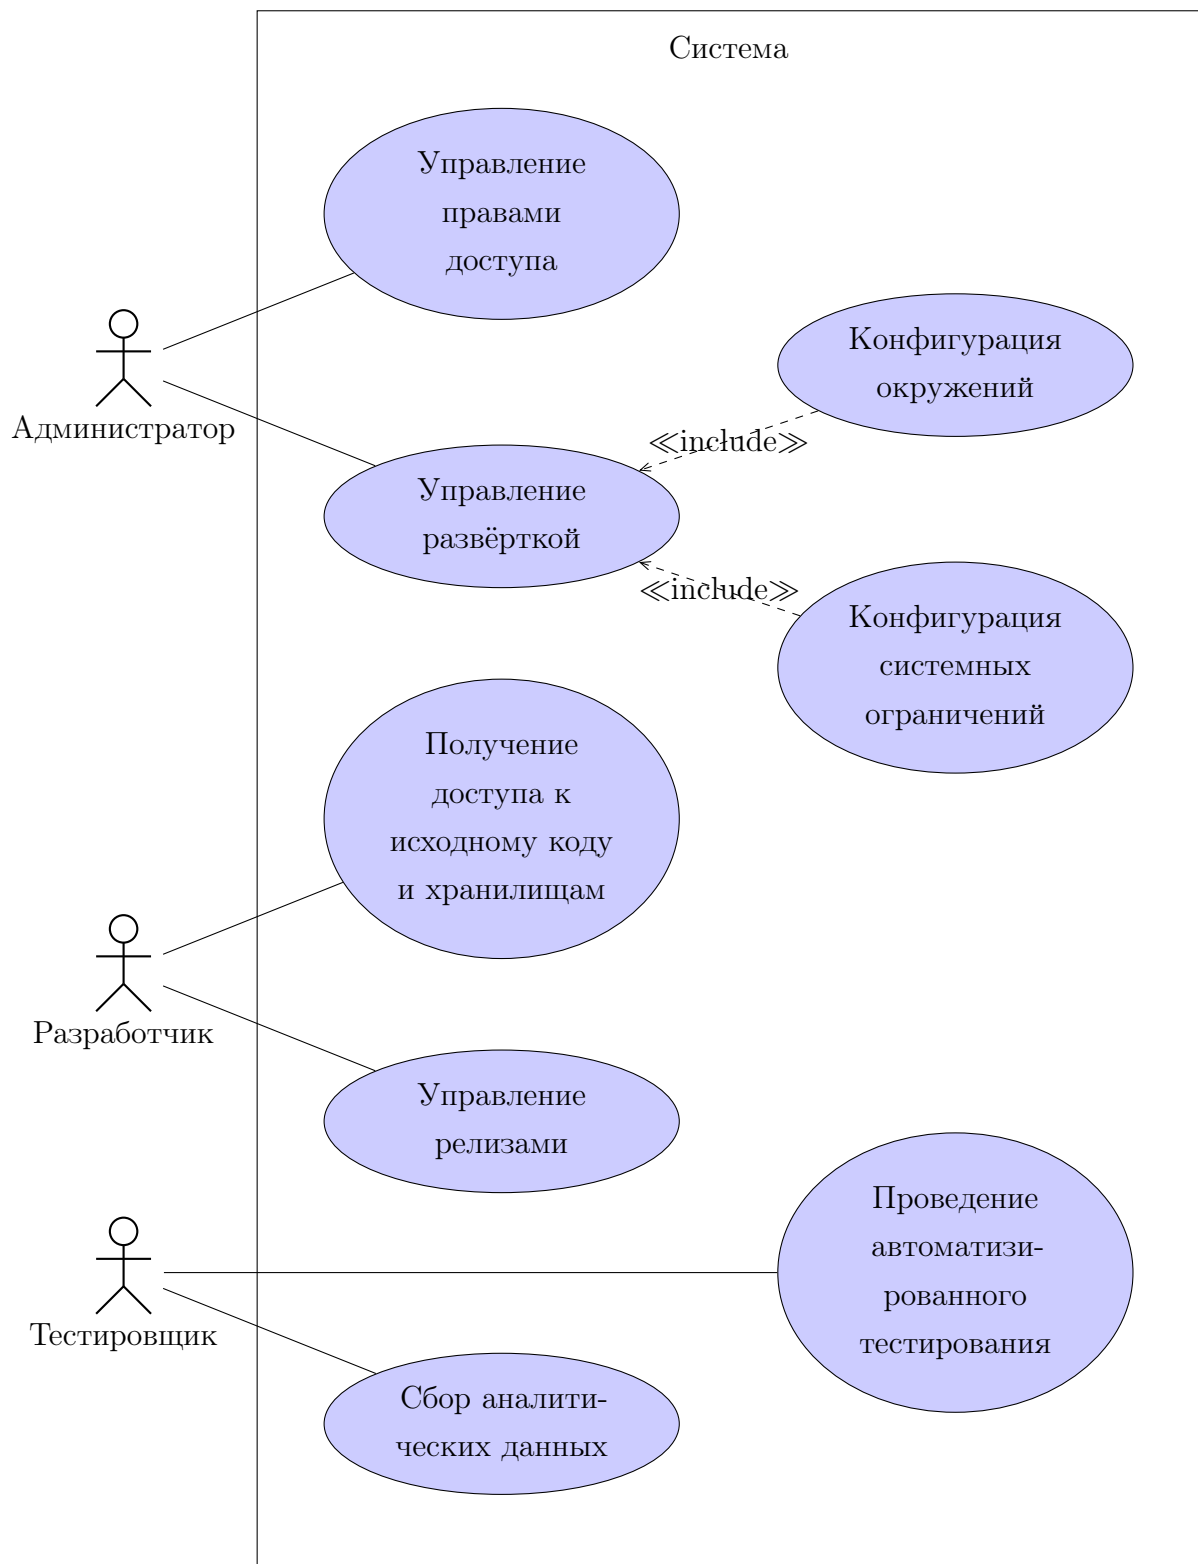 Система
Управление
правами
доступа
Администратор
Конфигурация
окружений
≪include≫
Управление
развёрткой
≪include≫
Конфигурация
системных
ограничений
Получение
доступа к
исходному коду
и хранилищам
Разработчик
Управление
релизами
Проведение
автоматизи-
рованного
тестирования
Тестировщик
Сбор аналити-
ческих данных